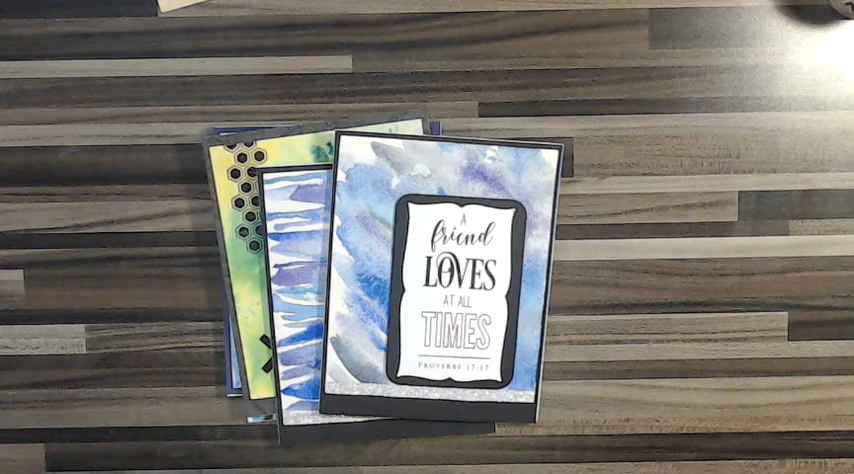 A
friend
LOVES
AT ALL
TIMES
PROVERBS 17:17